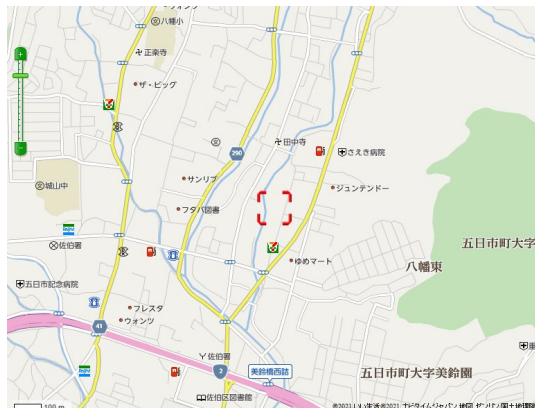 ウォンツ
八幡小
正楽寺
ザ・ビッグ
290
田中寺
さえき病院
サンリブ
ジュンテンドー
城山中
フタバ図書
佐伯署
ゆめマート
八幡東
五日市町大字
五日市記念病院
フレスタ
ウォンツ
41
佐伯署
2
美鈴橋西詰
五日市町大字美鈴園
佐伯区図書館
100 m